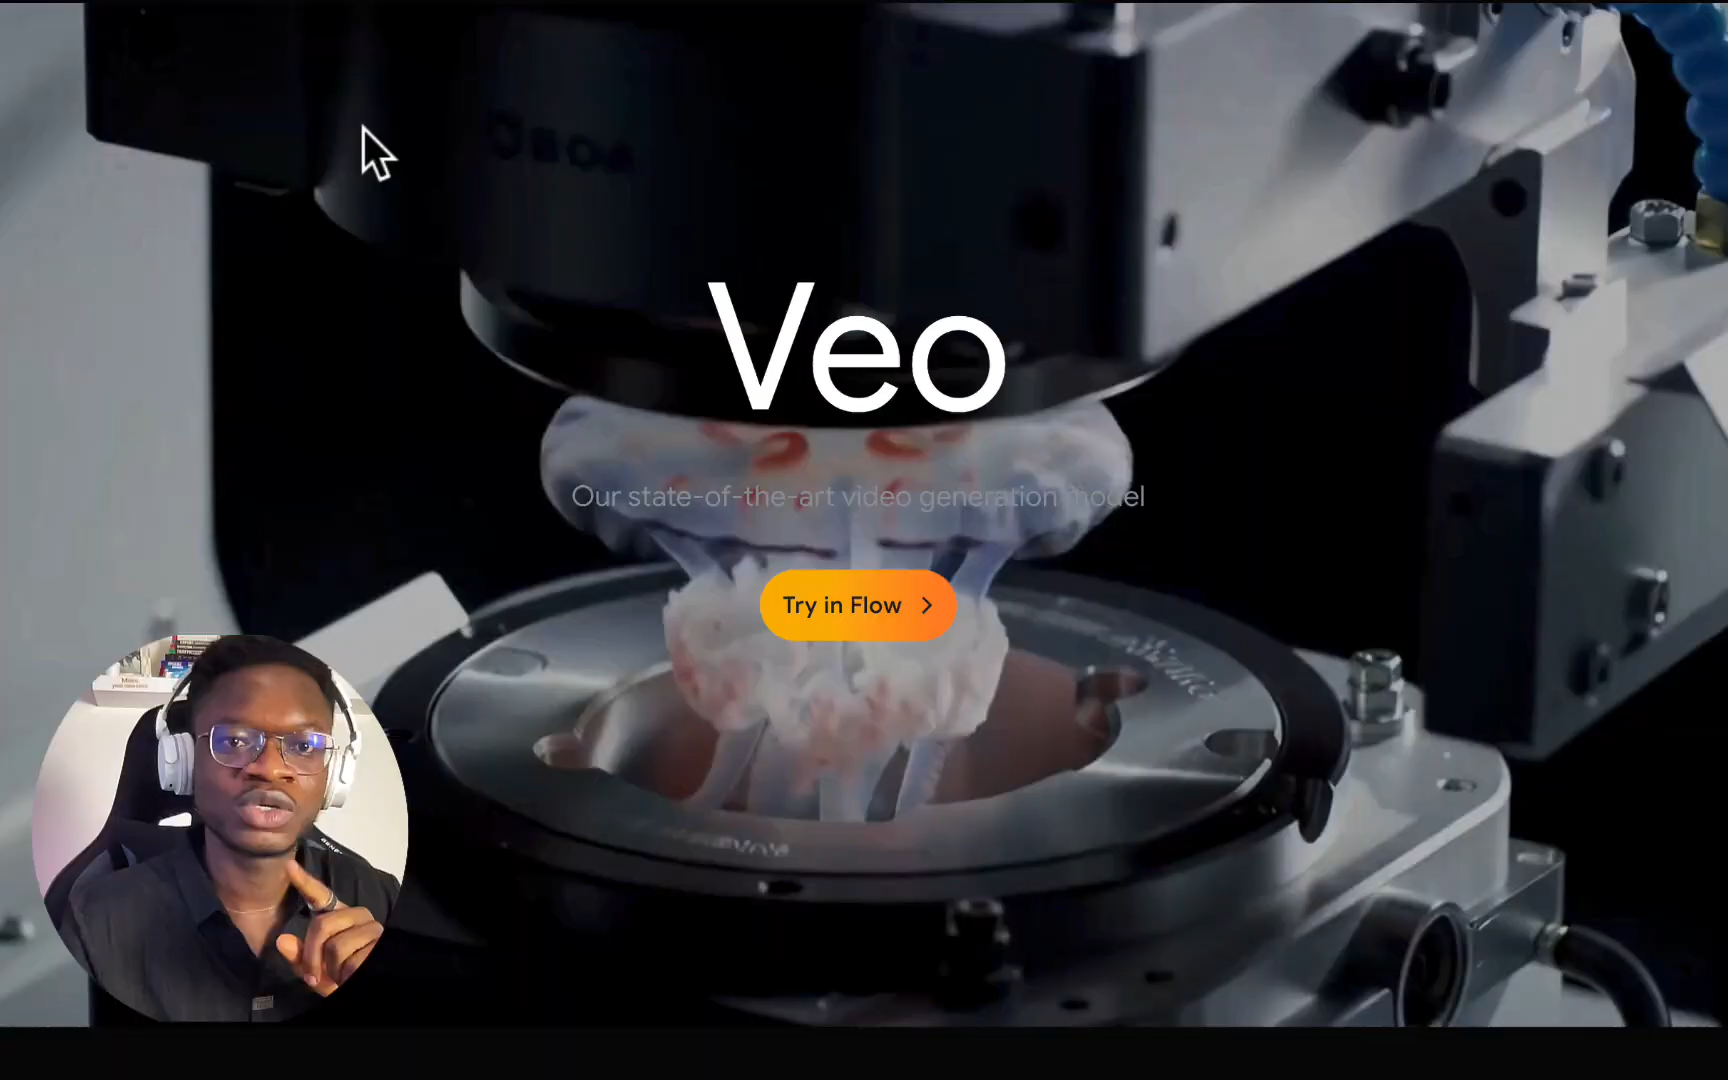 Veo
Our state-of-the-art video generation model
Try in Flow